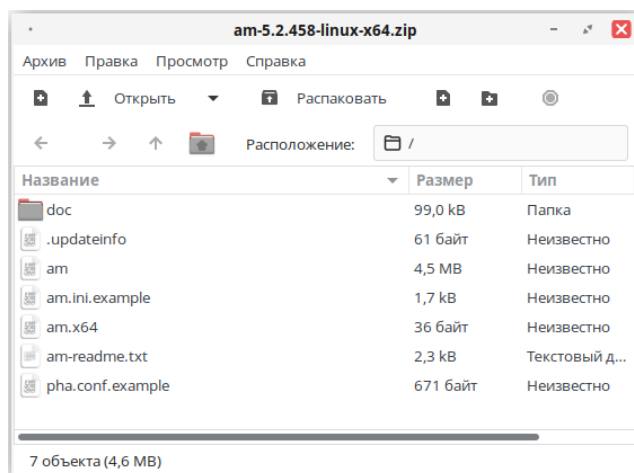 am-5.2.458-linux-x64.zip
Архив Правка Просмотр Справка
Открыть Распаковать
Расположение: /
Название Размер Тип
doc 99,0 kB Папка
.updateinfo 61 байт Неизвестно
am 4,5 MB Неизвестно
am.ini.example 1,7 kB Неизвестно
am.x64 36 байт Неизвестно
am-readme.txt 2,3 kB Текстовый д...
pha.conf.example 671 байт Неизвестно
7 объекта (4,6 MB)